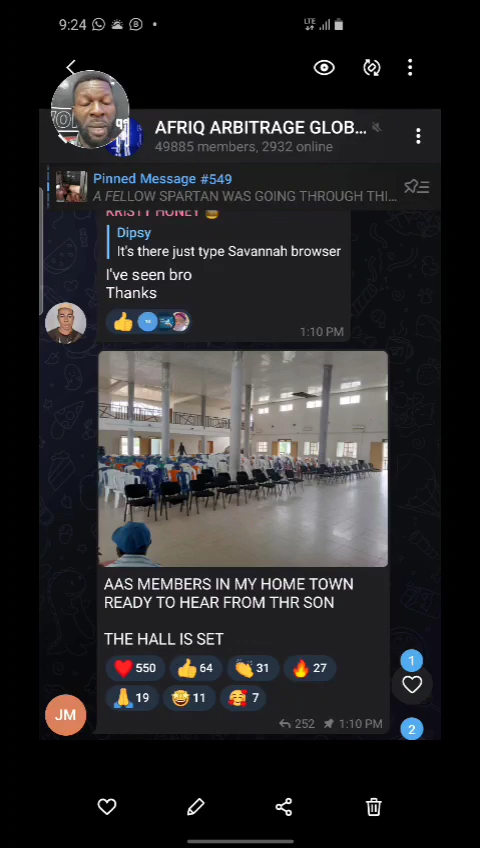 9:24
LTE
AFRIQ ARBITRAGE GLOB...
49885 members, 2932 online
Pinned Message #549
A FELLOW SPARTAN WAS GOING THROUGH THI...
KRISTY HONEY
Dipsy
It's there just type Savannah browser
I've seen bro
Thanks
1:10 PM
AAS MEMBERS IN MY HOME TOWN
READY TO HEAR FROM THR SON
THE HALL IS SET
550 64 31 27
19 11 7
JM
252 1:10 PM
1
2